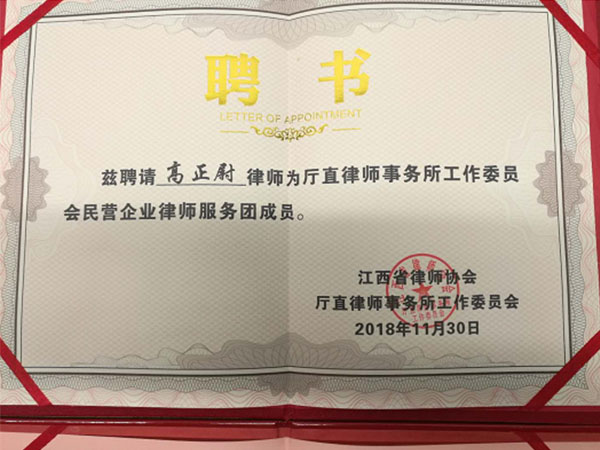 聘书
LETTER OF APPOINTMENT
兹聘请 高正尉 律师为厅直律师事务所工作委员
会民营企业律师服务团成员。
江西省律师协会
厅直律师事务所工作委员会
2018年11月30日